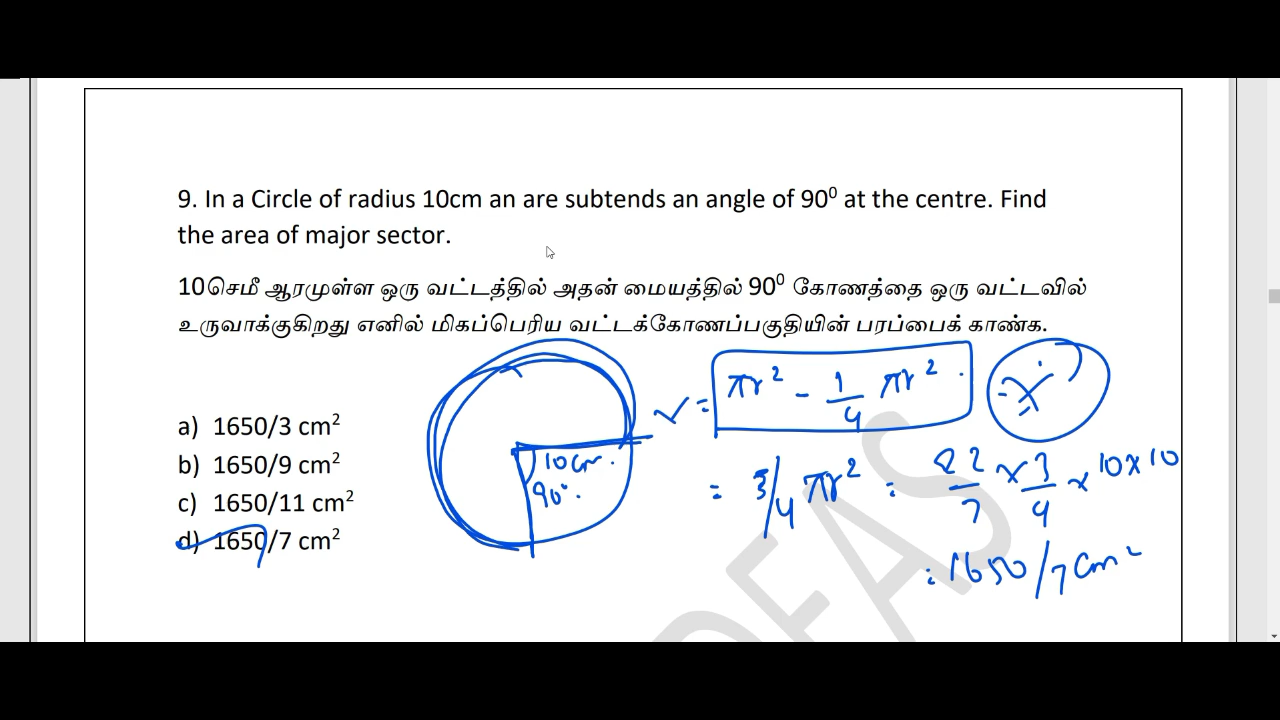 9. In a Circle of radius 10cm an are subtends an angle of 90⁰ at the centre. Find
the area of major sector.
10செமீ ஆரமுள்ள ஒரு வட்டத்தில் அதன் மையத்தில் 90⁰ கோணத்தை ஒரு வட்டவில்
உருவாக்குகிறது எனில் மிகப்பெரிய வட்டக்கோணப்பகுதியின் பரப்பைக் காண்க.
= πr² - 1/4 πr²
a) 1650/3 cm²
b) 1650/9 cm²
c) 1650/11 cm²
d) 1650/7 cm²
10cm.
90°.
= 3/4 πr² = 22/7 × 3/4 × 10×10
= 1650/7 cm²